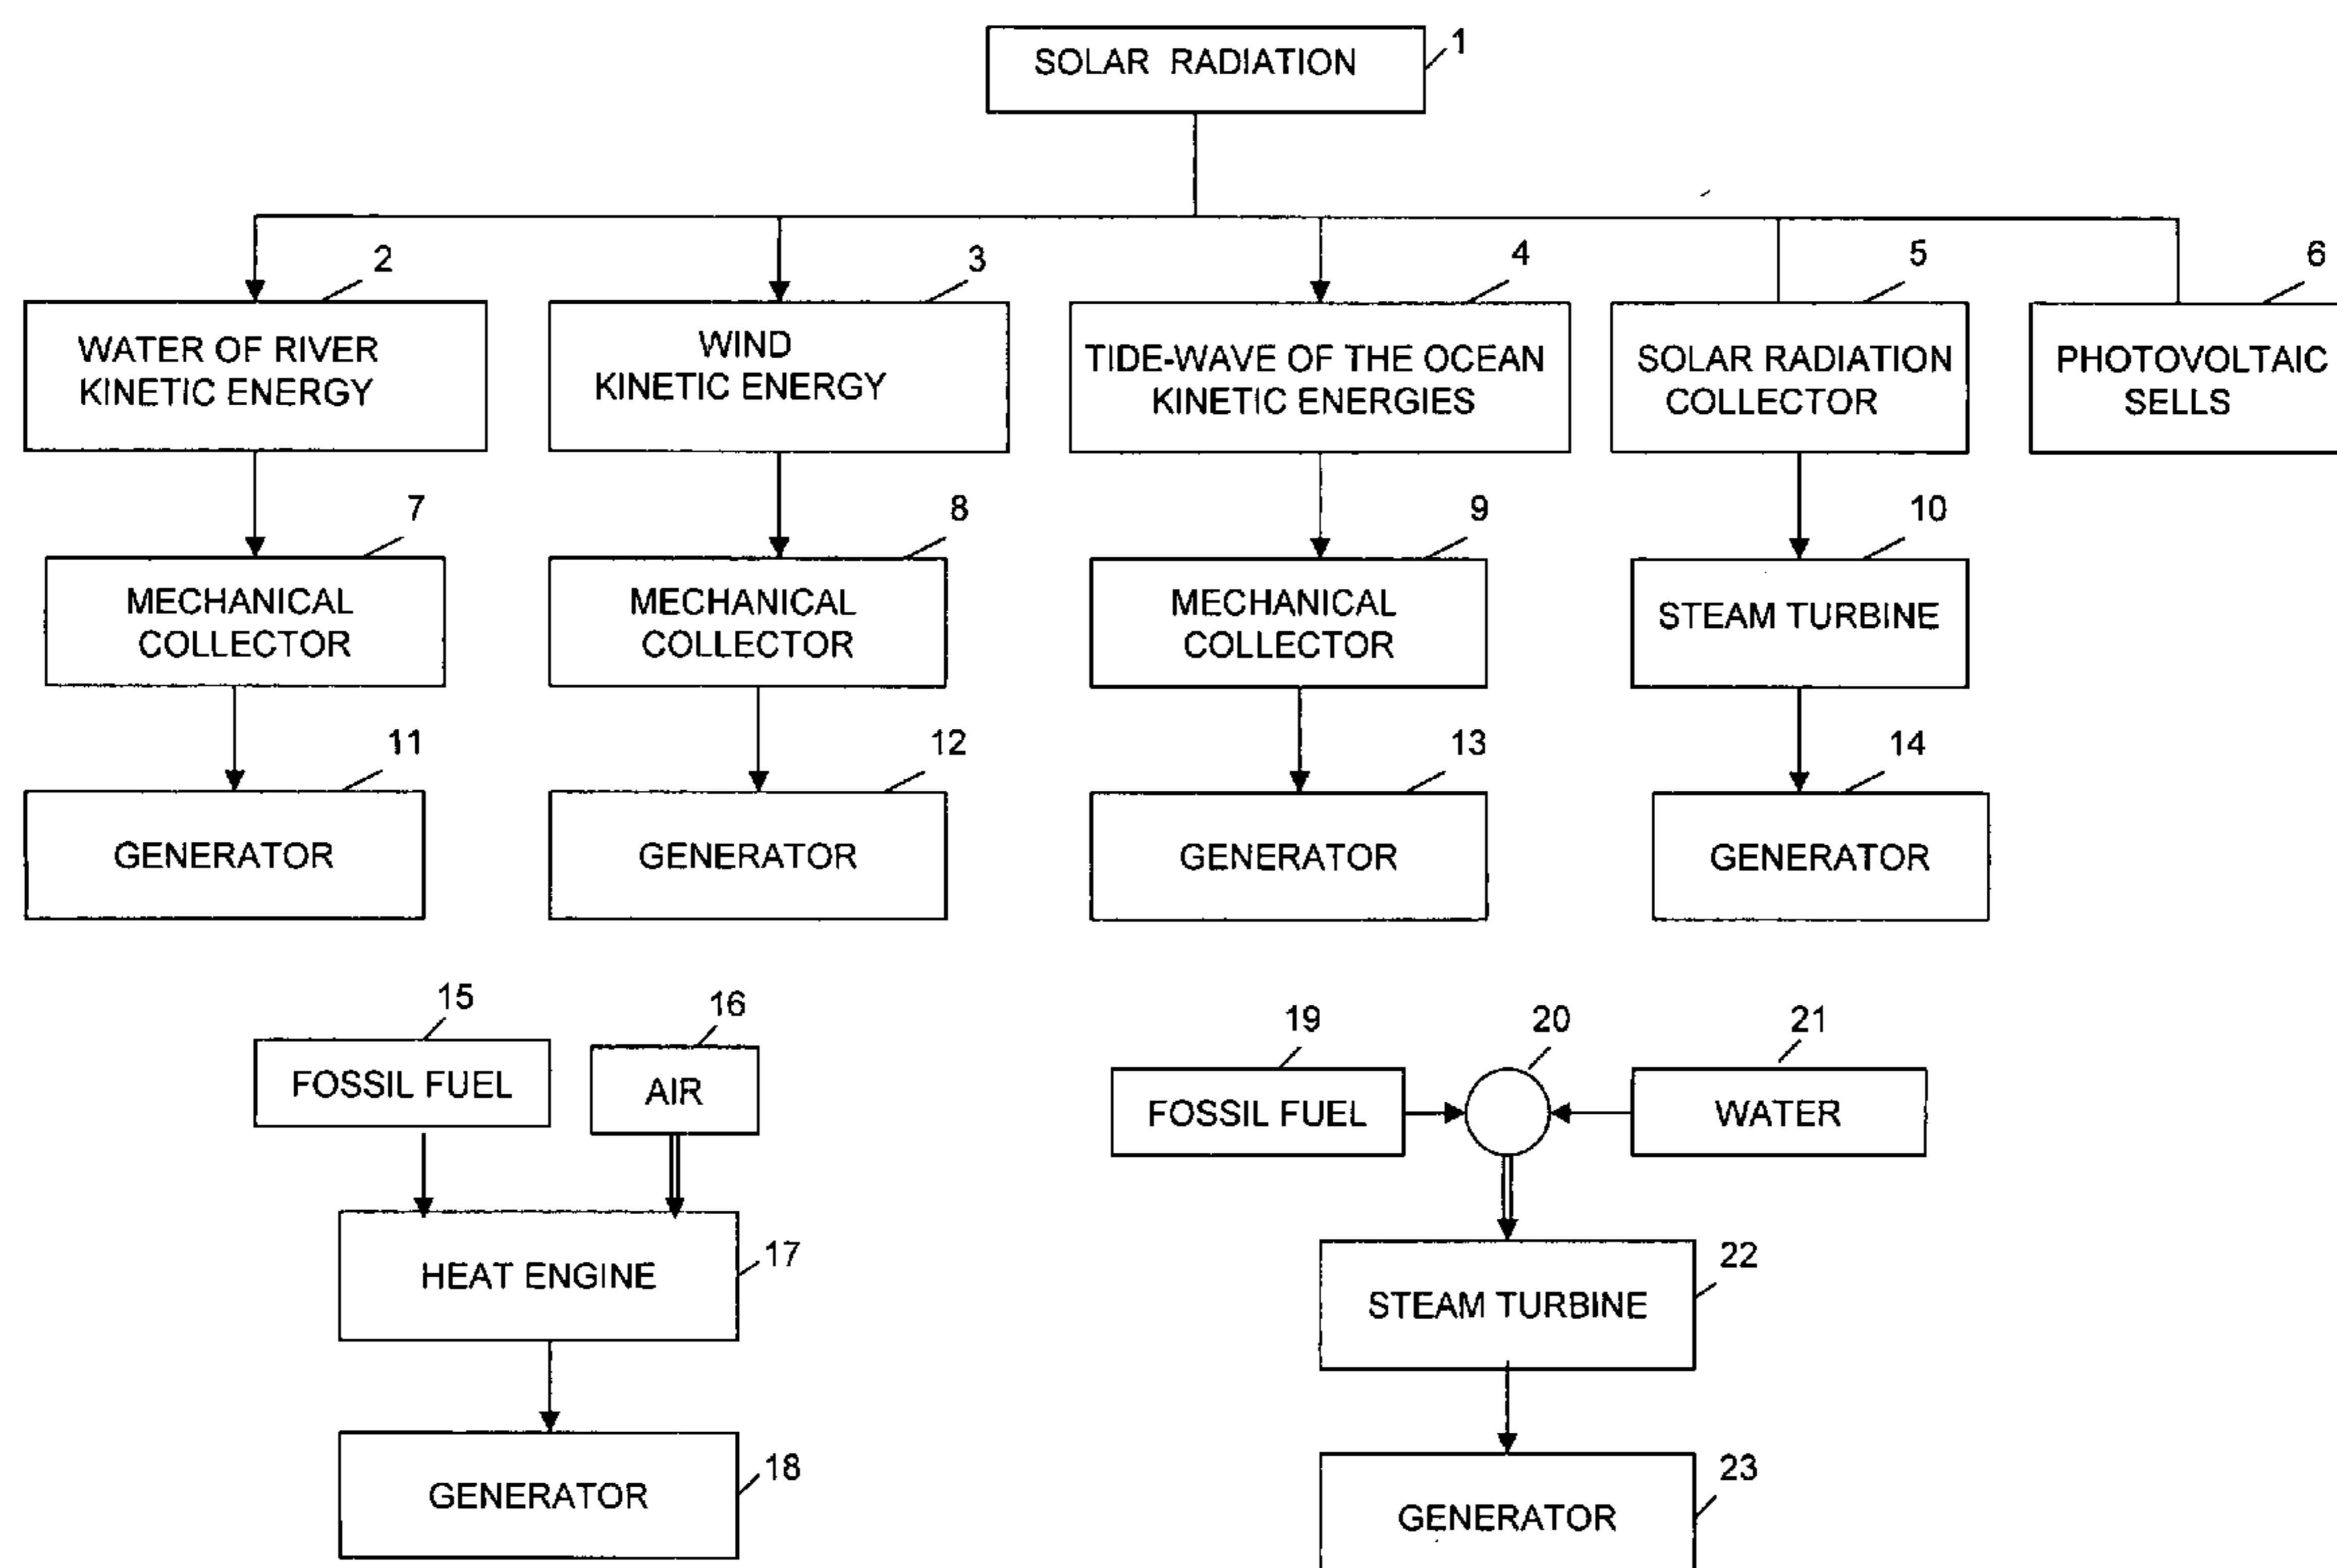 SOLAR RADIATION
1
2
3
4
5
6
WATER OF RIVER
KINETIC ENERGY
WIND
KINETIC ENERGY
TIDE-WAVE OF THE OCEAN
KINETIC ENERGIES
SOLAR RADIATION
COLLECTOR
PHOTOVOLTAIC
SELLS
7
8
9
10
MECHANICAL
COLLECTOR
MECHANICAL
COLLECTOR
MECHANICAL
COLLECTOR
STEAM TURBINE
11
12
13
14
GENERATOR
GENERATOR
GENERATOR
GENERATOR
15
16
FOSSIL FUEL
AIR
HEAT ENGINE
17
GENERATOR
18
19
20
21
FOSSIL FUEL
WATER
STEAM TURBINE
22
GENERATOR
23